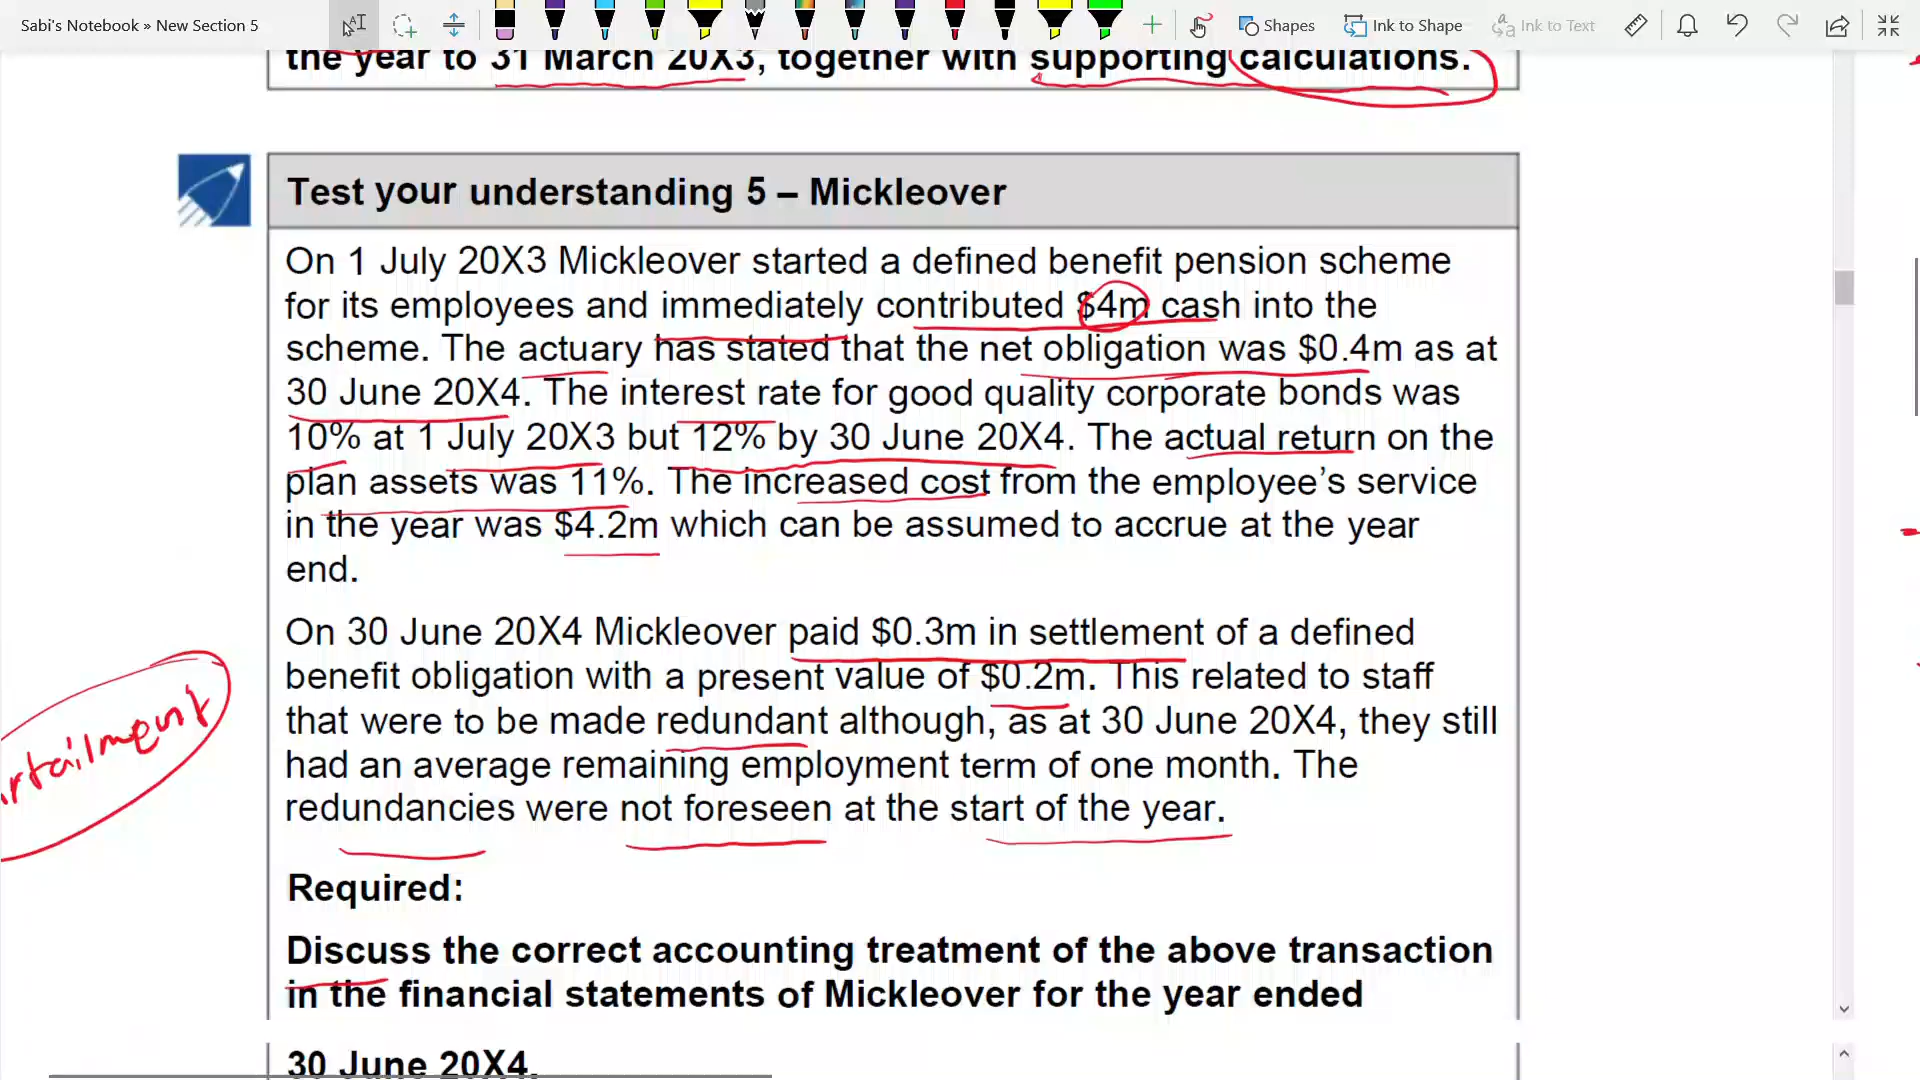 Sabi's Notebook » New Section 5
Shapes
Ink to Shape
Ink to Text
the year to 31 March 20X3, together with supporting calculations.
Test your understanding 5 – Mickleover
On 1 July 20X3 Mickleover started a defined benefit pension scheme
for its employees and immediately contributed $4m cash into the
scheme. The actuary has stated that the net obligation was $0.4m as at
30 June 20X4. The interest rate for good quality corporate bonds was
10% at 1 July 20X3 but 12% by 30 June 20X4. The actual return on the
plan assets was 11%. The increased cost from the employee's service
in the year was $4.2m which can be assumed to accrue at the year
end.
On 30 June 20X4 Mickleover paid $0.3m in settlement of a defined
benefit obligation with a present value of $0.2m. This related to staff
that were to be made redundant although, as at 30 June 20X4, they still
had an average remaining employment term of one month. The
redundancies were not foreseen at the start of the year.
rtailment
Required:
Discuss the correct accounting treatment of the above transaction
in the financial statements of Mickleover for the year ended
30 June 20X4.